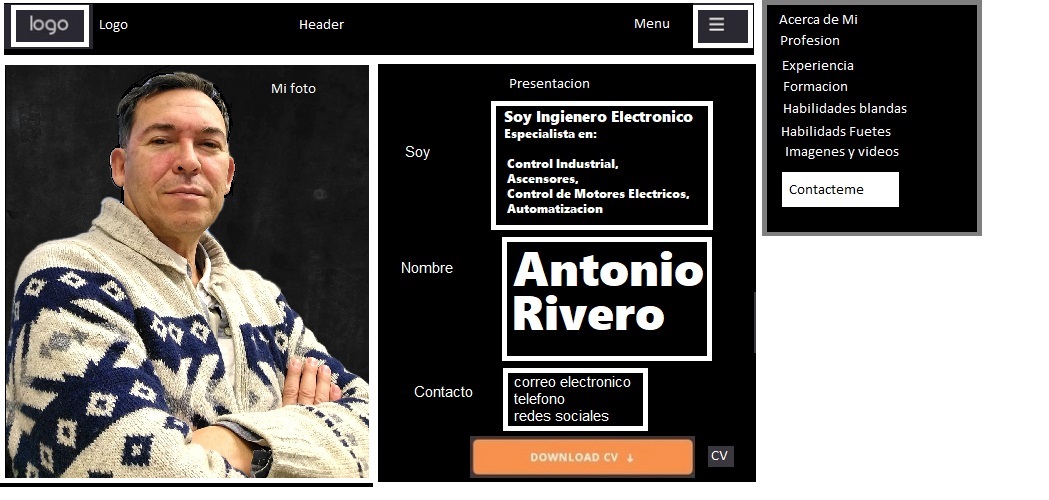 logo
Logo
Header
Menu
Mi foto
Presentacion
Soy
Soy Ingienero Electronico
Especialista en:
Control Industrial,
Ascensores,
Control de Motores Electricos,
Automatizacion
Nombre
Antonio
Rivero
Contacto
correo electronico
telefono
redes sociales
DOWNLOAD CV ↓
CV
Acerca de Mi
Profesion
Experiencia
Formacion
Habilidades blandas
Habilidads Fuetes
Imagenes y videos
Contacteme